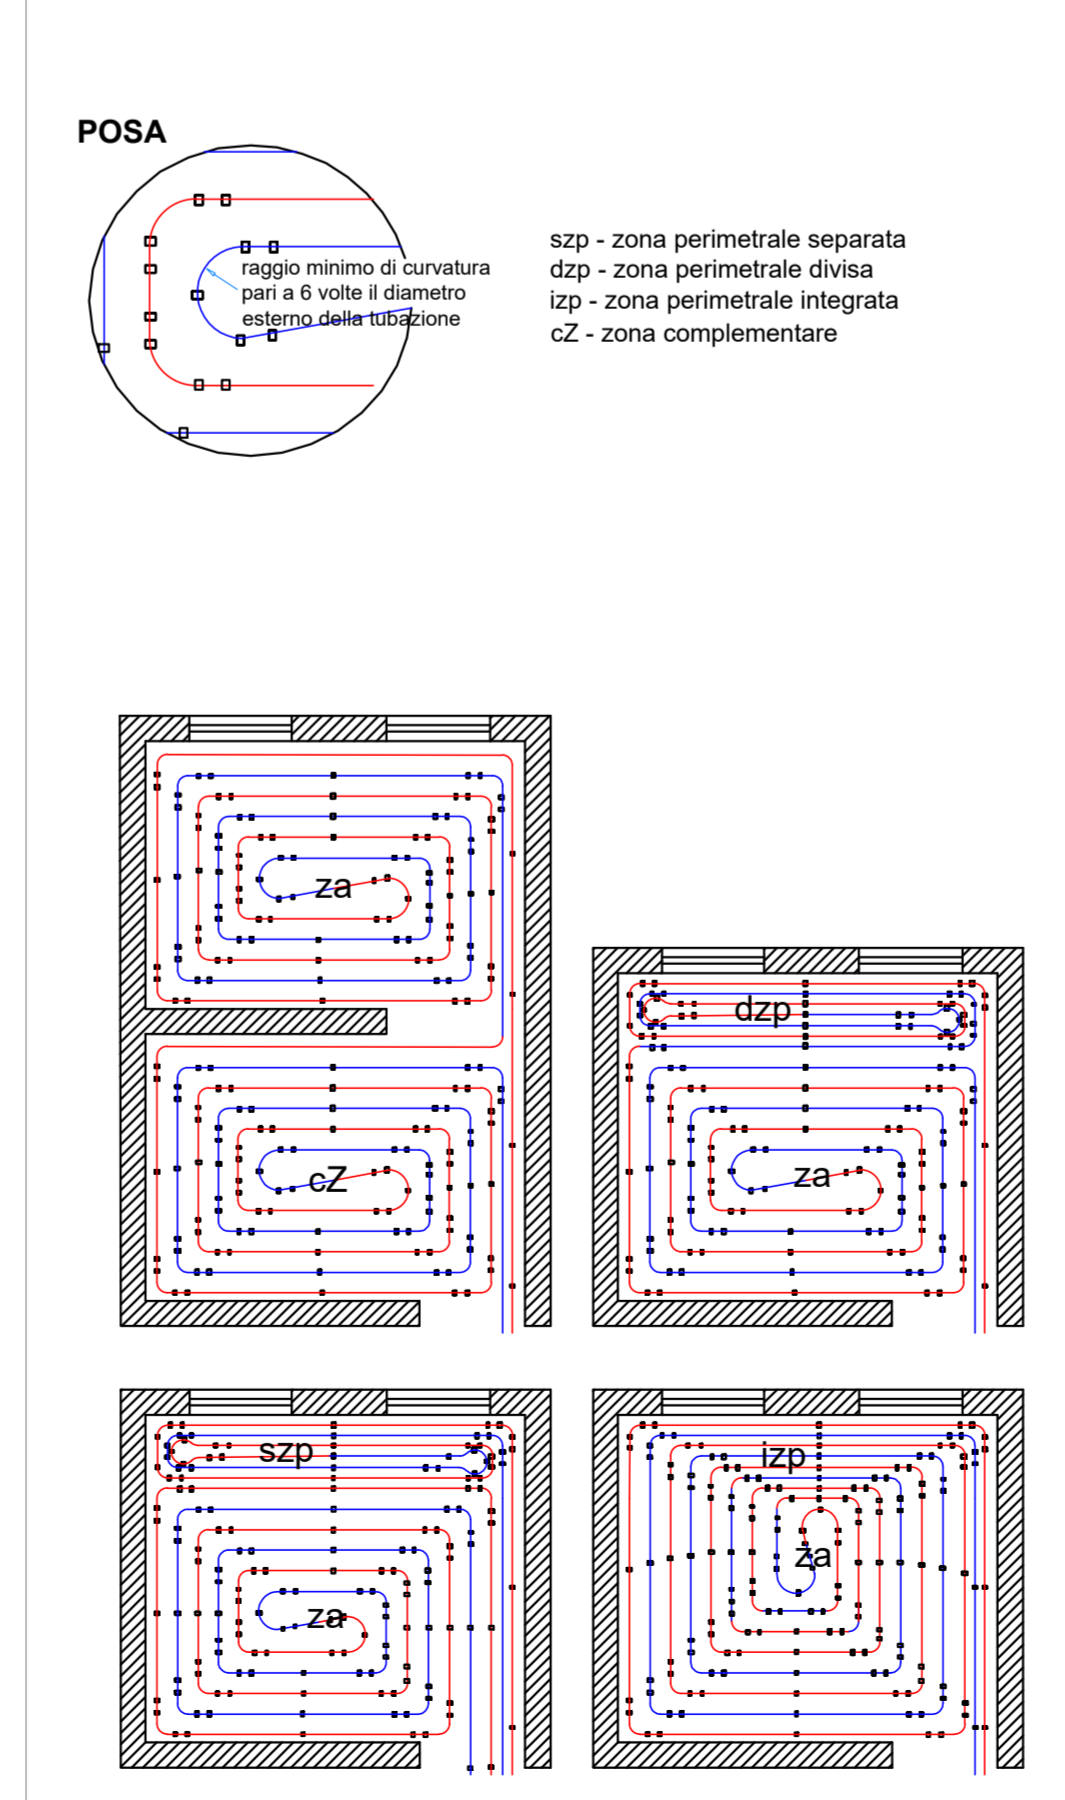 POSA
raggio minimo di curvatura
pari a 6 volte il diametro
esterno della tubazione
szp - zona perimetrale separata
dzp - zona perimetrale divisa
izp - zona perimetrale integrata
cZ - zona complementare
za
cZ
dzp
za
szp
za
izp
za